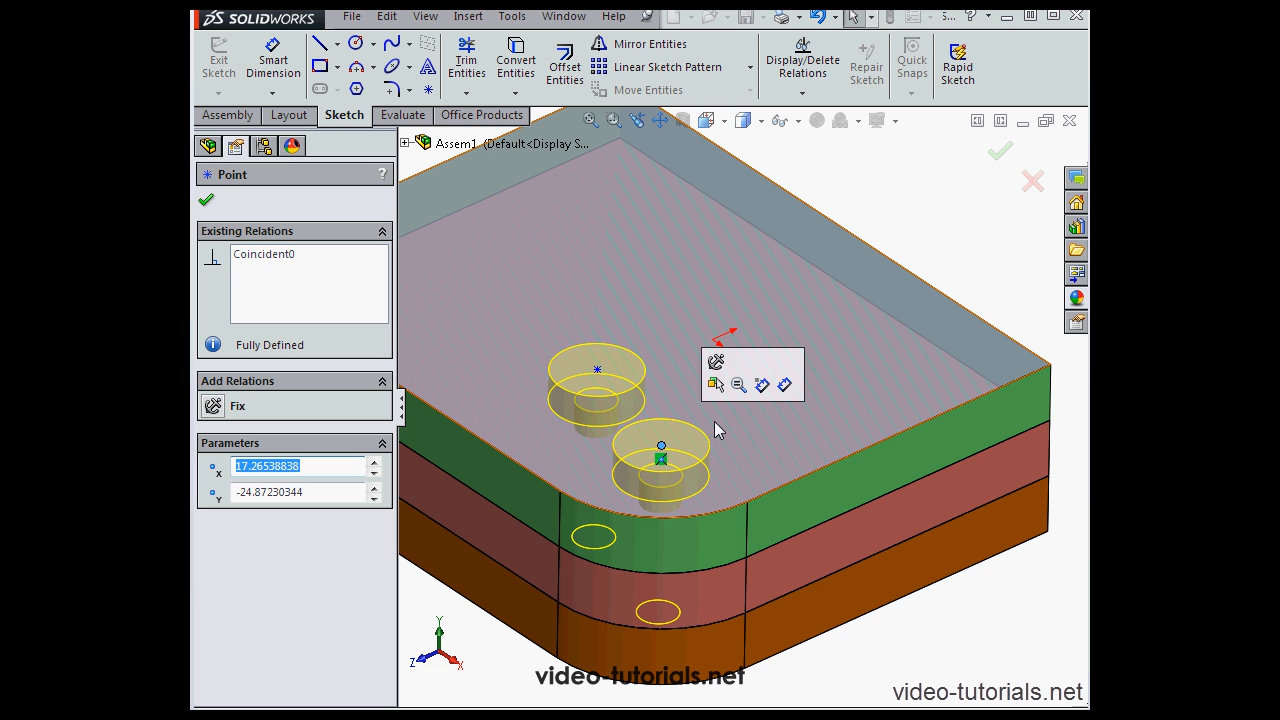 SOLIDWORKS File Edit View Insert Tools Window Help S... ?
Exit Sketch
Smart Dimension
Trim Entities
Convert Entities
Offset Entities
Mirror Entities
Linear Sketch Pattern
Move Entities
Display/Delete Relations
Repair Sketch
Quick Snaps
Rapid Sketch
Assembly Layout Sketch Evaluate Office Products
Assem1 (Default<Display S...
Point ?
Existing Relations
Coincident0
Fully Defined
Add Relations
Fix
Parameters
X 17.26538838
Y -24.87230344
Y
Z X
video-tutorials.net
video-tutorials.net